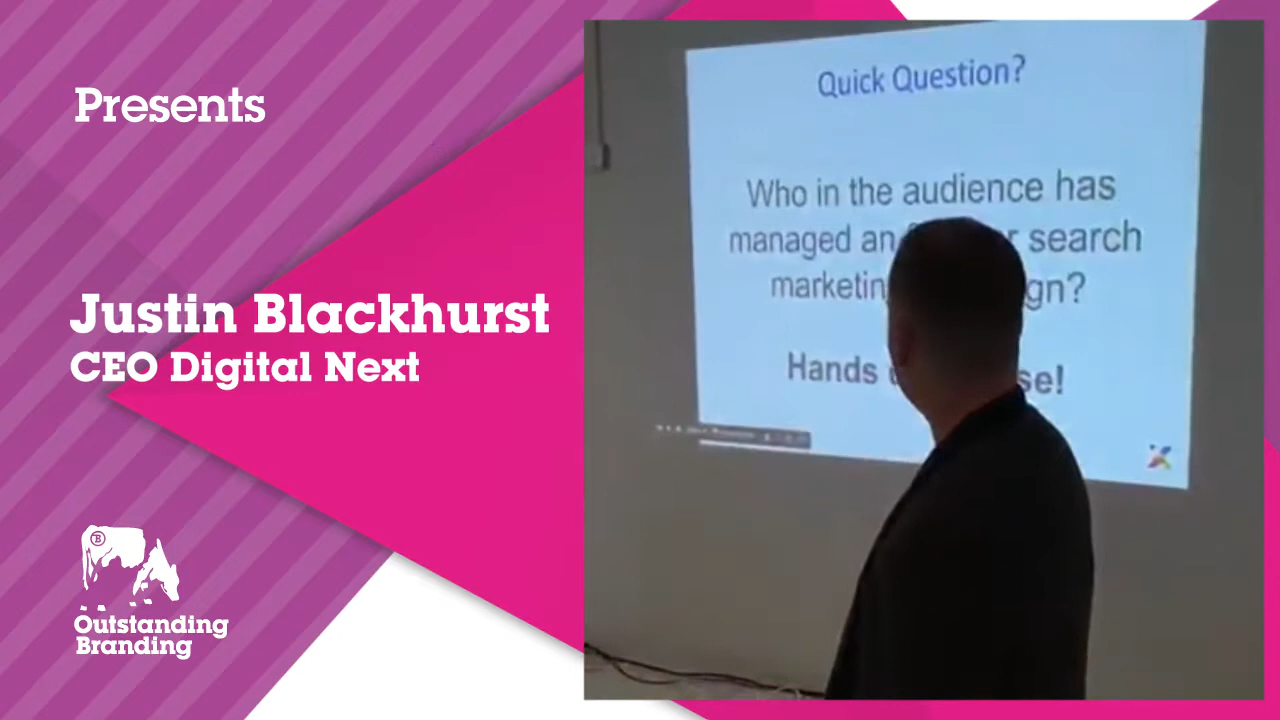 Presents
Justin Blackhurst
CEO Digital Next
B
Outstanding
Branding
Quick Question?
Who in the audience has
managed an search
marketin gn?
Hands se!